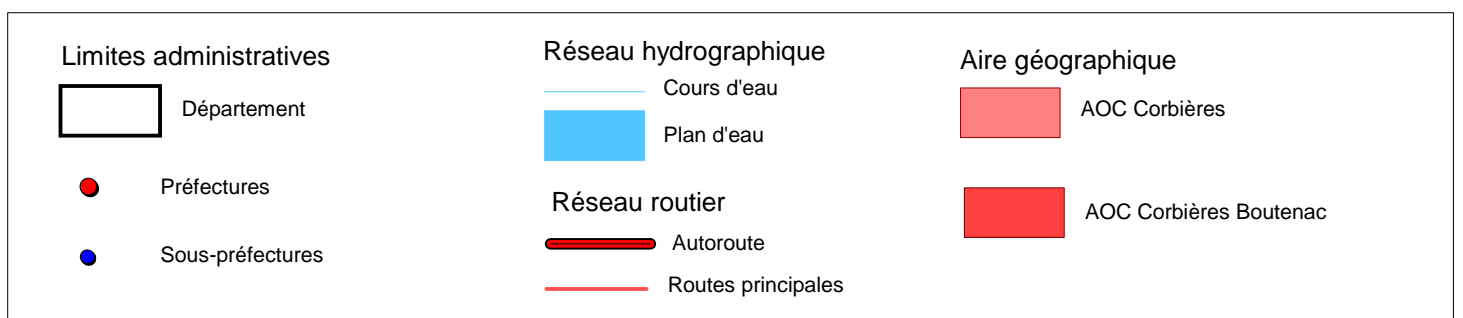 Limites administratives
Département
Préfectures
Sous-préfectures
Réseau hydrographique
Cours d'eau
Plan d'eau
Réseau routier
Autoroute
Routes principales
Aire géographique
AOC Corbières
AOC Corbières Boutenac